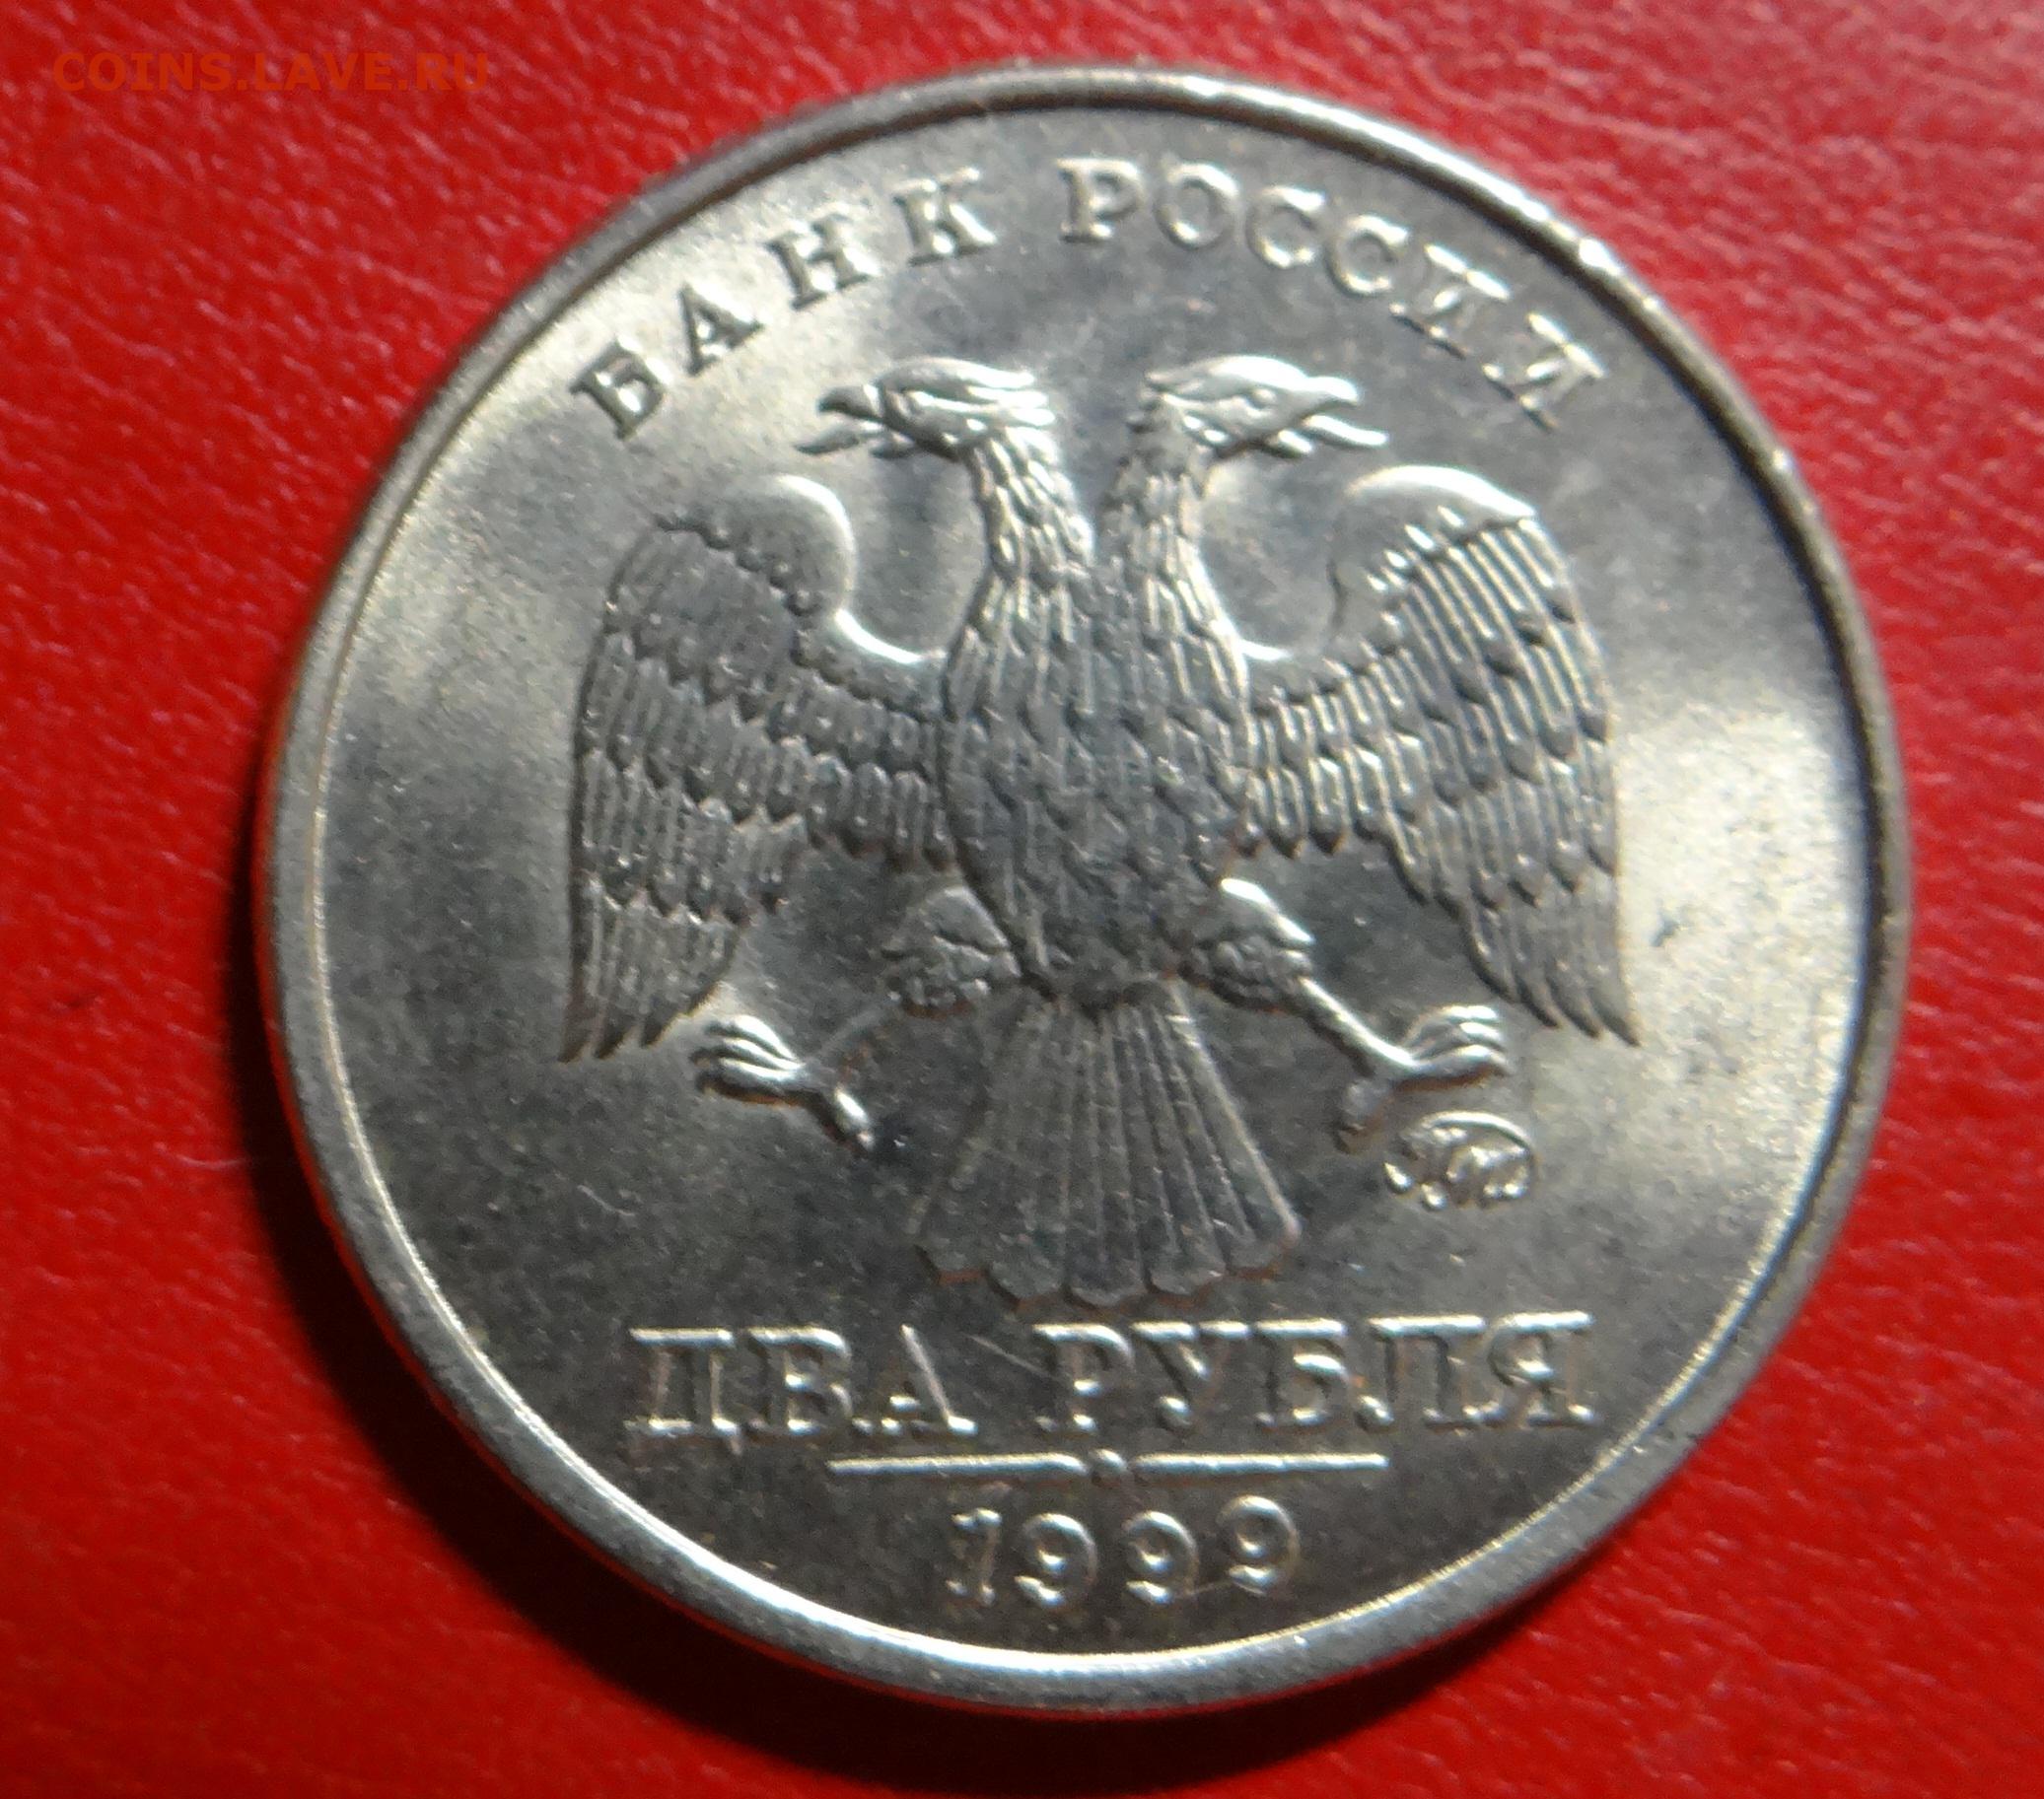 COINS.LAVE.RU
БАНК РОССИИ
ММД
ДВА РУБЛЯ
1999